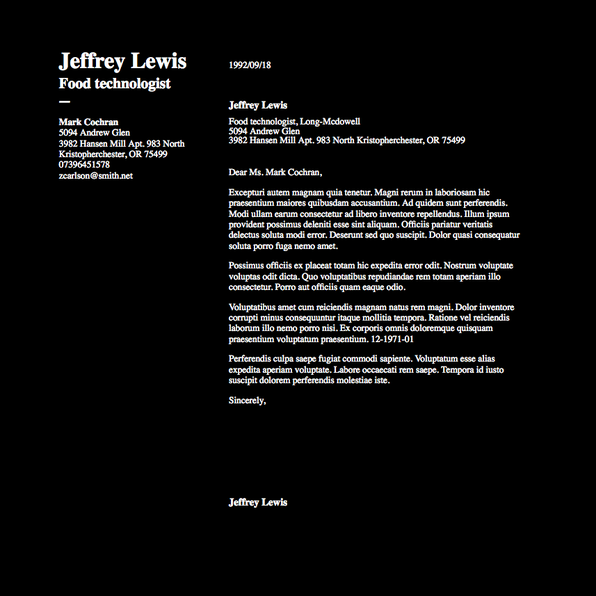 Jeffrey Lewis
Food technologist
Mark Cochran
5094 Andrew Glen
3982 Hansen Mill Apt. 983 North
Kristopherchester, OR 75499
07396451578
zcarlson@smith.net
1992/09/18
Jeffrey Lewis
Food technologist, Long-Mcdowell
5094 Andrew Glen
3982 Hansen Mill Apt. 983 North Kristopherchester, OR 75499
Dear Ms. Mark Cochran,
Excepturi autem magnam quia tenetur. Magni rerum in laboriosam hic
praesentium maiores quibusdam accusantium. Ad quidem sunt perferendis.
Modi ullam earum consectetur ad libero inventore repellendus. Illum ipsum
provident possimus deleniti esse sint aliquam. Officiis pariatur veritatis
delectus soluta modi error. Deserunt sed quo suscipit. Dolor quasi consequatur
soluta porro fuga nemo amet.
Possimus officiis ex placeat totam hic expedita error odit. Nostrum voluptate
voluptas odit dicta. Quo voluptatibus repudiandae rem totam aperiam illo
consectetur. Porro aut officiis quam eaque odio.
Voluptatibus amet cum reiciendis magnam natus rem magni. Dolor inventore
corrupti minus consequuntur itaque mollitia tempora. Ratione vel reiciendis
laborum illo nemo porro nisi. Ex corporis omnis doloremque quisquam
praesentium voluptatum praesentium. 12-1971-01
Perferendis culpa saepe fugiat commodi sapiente. Voluptatum esse alias
expedita aperiam voluptate. Labore occaecati rem saepe. Tempora id iusto
suscipit dolorem perferendis molestiae iste.
Sincerely,
Jeffrey Lewis